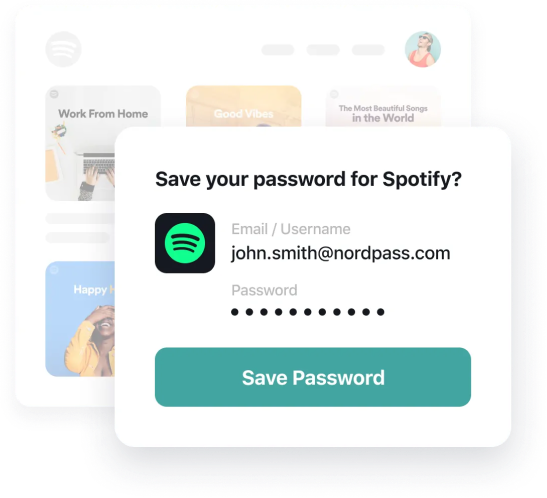 Work From Home
Good Vibes
The Most Beautiful Songs
in the World
Happy
Save your password for Spotify?
Email / Username
john.smith@nordpass.com
Password
•••••••••••
Save Password